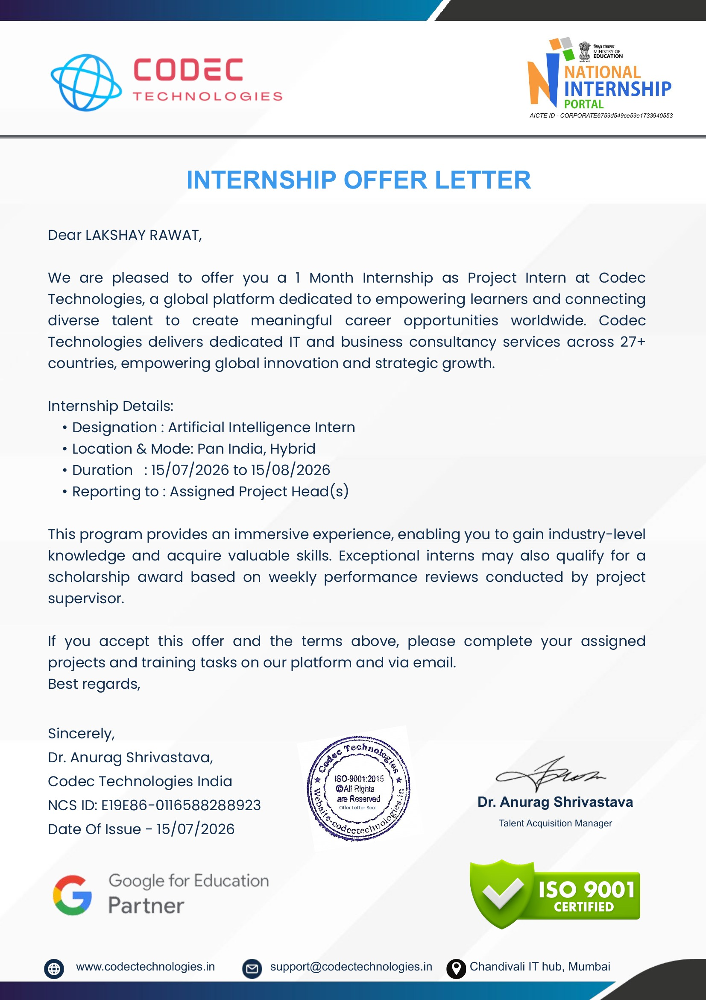 CODEC
TECHNOLOGIES
शिक्षा मंत्रालय
MINISTRY OF
EDUCATION
सत्यमेव जयते
NATIONAL
INTERNSHIP
PORTAL
AICTE ID - CORPORATE6759d549ce59e1733940553
INTERNSHIP OFFER LETTER
Dear LAKSHAY RAWAT,
We are pleased to offer you a 1 Month Internship as Project Intern at Codec
Technologies, a global platform dedicated to empowering learners and connecting
diverse talent to create meaningful career opportunities worldwide. Codec
Technologies delivers dedicated IT and business consultancy services across 27+
countries, empowering global innovation and strategic growth.
Internship Details:
• Designation : Artificial Intelligence Intern
• Location & Mode: Pan India, Hybrid
• Duration : 15/07/2026 to 15/08/2026
• Reporting to : Assigned Project Head(s)
This program provides an immersive experience, enabling you to gain industry-level
knowledge and acquire valuable skills. Exceptional interns may also qualify for a
scholarship award based on weekly performance reviews conducted by project
supervisor.
If you accept this offer and the terms above, please complete your assigned
projects and training tasks on our platform and via email.
Best regards,
Sincerely,
Dr. Anurag Shrivastava,
Codec Technologies India
NCS ID: E19E86-0116588288923
Date Of Issue - 15/07/2026
★ Codec Technologies ★
ISO-9001:2015
©All Rights
are Reserved
Offer Letter Seal
Website-codectechnologies.in
Dr. Anurag Shrivastava
Talent Acquisition Manager
Google for Education
Partner
ISO 9001
CERTIFIED
www.codectechnologies.in
support@codectechnologies.in
Chandivali IT hub, Mumbai